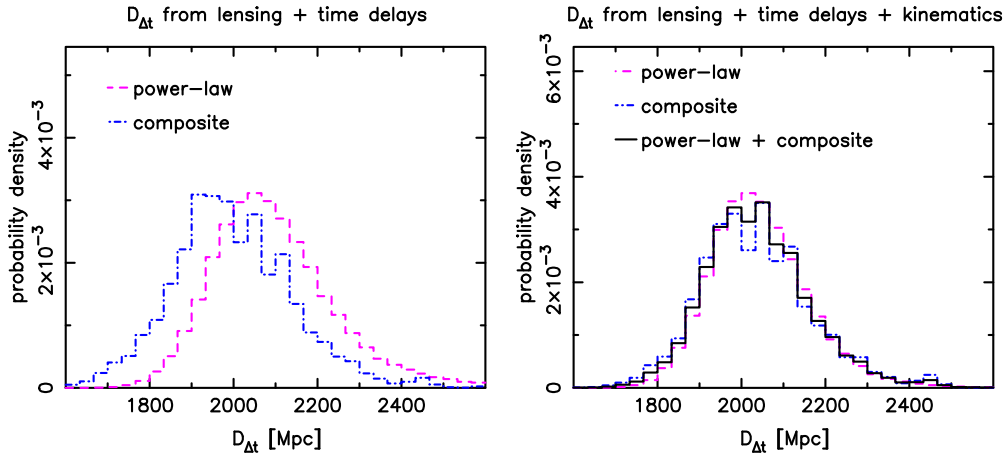 D_Δt from lensing + time delays
power-law
composite
probability density
0
2×10⁻³
4×10⁻³
1800
2000
2200
2400
D_Δt [Mpc]
D_Δt from lensing + time delays + kinematics
power-law
composite
power-law + composite
probability density
0
2×10⁻³
4×10⁻³
6×10⁻³
1800
2000
2200
2400
D_Δt [Mpc]